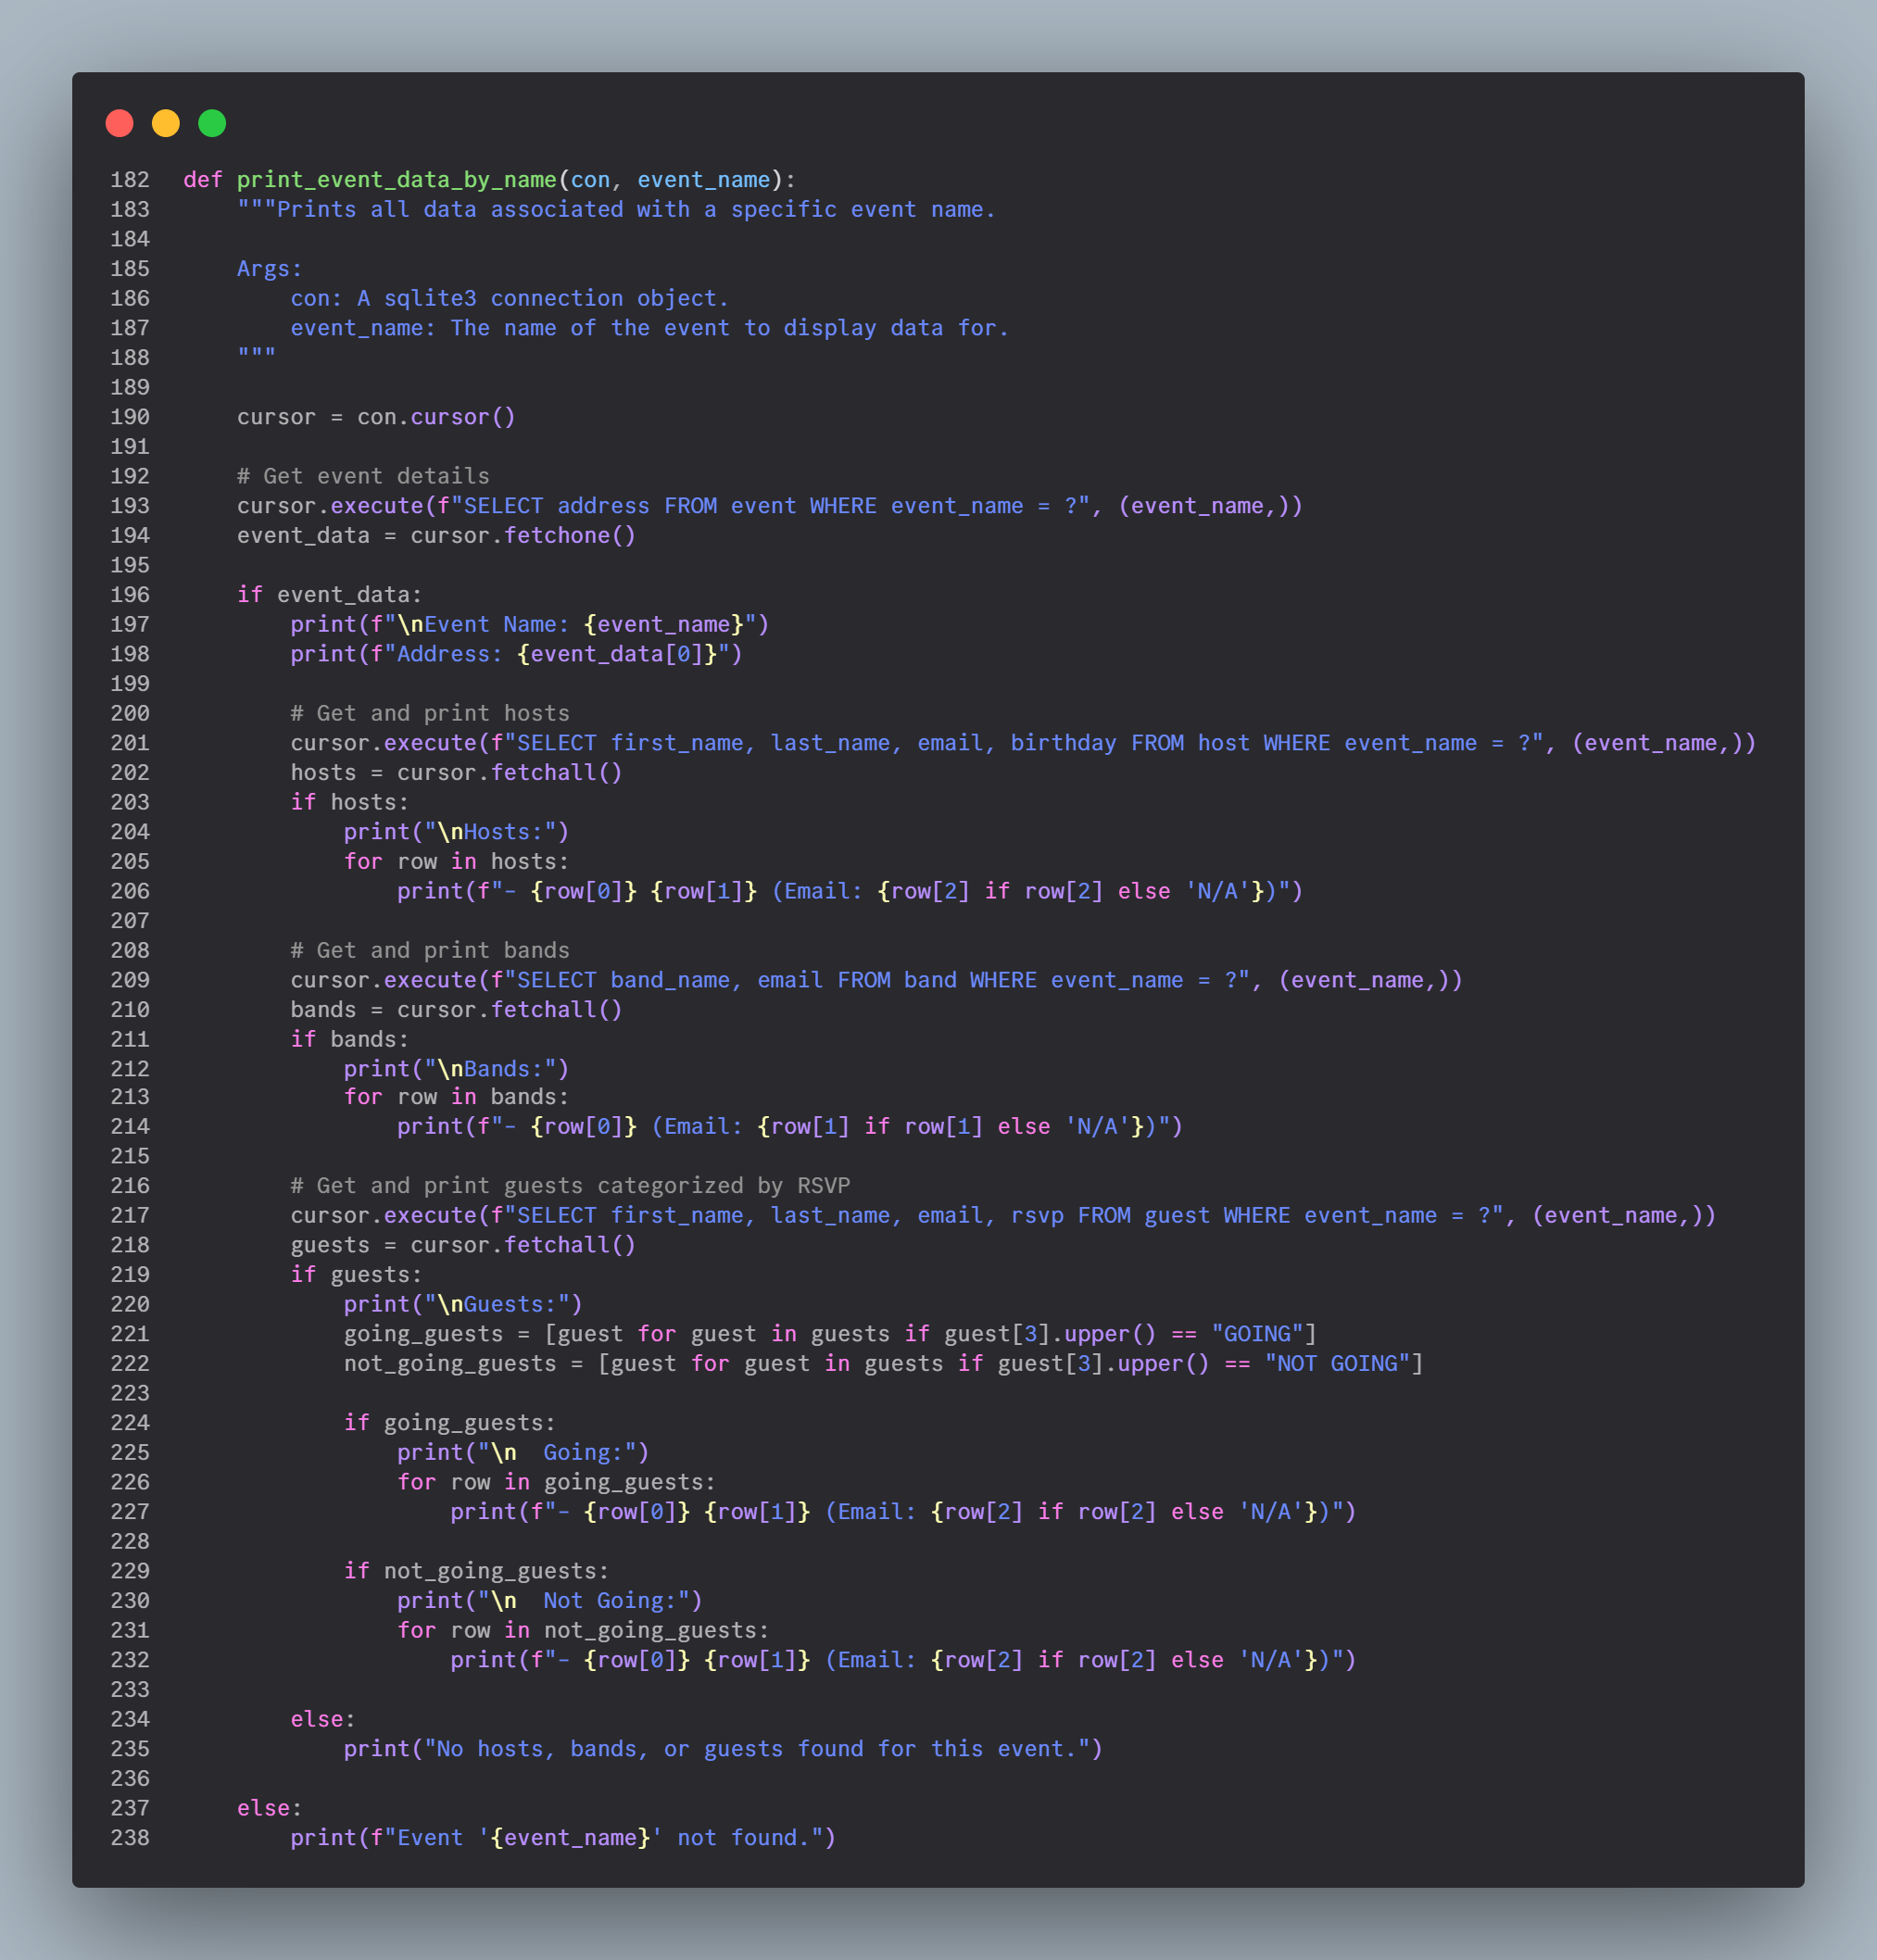 182 def print_event_data_by_name(con, event_name):
183     """Prints all data associated with a specific event name.
184
185     Args:
186         con: A sqlite3 connection object.
187         event_name: The name of the event to display data for.
188     """
189
190     cursor = con.cursor()
191
192     # Get event details
193     cursor.execute(f"SELECT address FROM event WHERE event_name = ?", (event_name,))
194     event_data = cursor.fetchone()
195
196     if event_data:
197         print(f"\nEvent Name: {event_name}")
198         print(f"Address: {event_data[0]}")
199
200         # Get and print hosts
201         cursor.execute(f"SELECT first_name, last_name, email, birthday FROM host WHERE event_name = ?", (event_name,))
202         hosts = cursor.fetchall()
203         if hosts:
204             print("\nHosts:")
205             for row in hosts:
206                 print(f"- {row[0]} {row[1]} (Email: {row[2] if row[2] else 'N/A'})")
207
208         # Get and print bands
209         cursor.execute(f"SELECT band_name, email FROM band WHERE event_name = ?", (event_name,))
210         bands = cursor.fetchall()
211         if bands:
212             print("\nBands:")
213             for row in bands:
214                 print(f"- {row[0]} (Email: {row[1] if row[1] else 'N/A'})")
215
216         # Get and print guests categorized by RSVP
217         cursor.execute(f"SELECT first_name, last_name, email, rsvp FROM guest WHERE event_name = ?", (event_name,))
218         guests = cursor.fetchall()
219         if guests:
220             print("\nGuests:")
221             going_guests = [guest for guest in guests if guest[3].upper() == "GOING"]
222             not_going_guests = [guest for guest in guests if guest[3].upper() == "NOT GOING"]
223
224             if going_guests:
225                 print("\n  Going:")
226                 for row in going_guests:
227                     print(f"- {row[0]} {row[1]} (Email: {row[2] if row[2] else 'N/A'})")
228
229             if not_going_guests:
230                 print("\n  Not Going:")
231                 for row in not_going_guests:
232                     print(f"- {row[0]} {row[1]} (Email: {row[2] if row[2] else 'N/A'})")
233
234         else:
235             print("No hosts, bands, or guests found for this event.")
236
237     else:
238         print(f"Event '{event_name}' not found.")